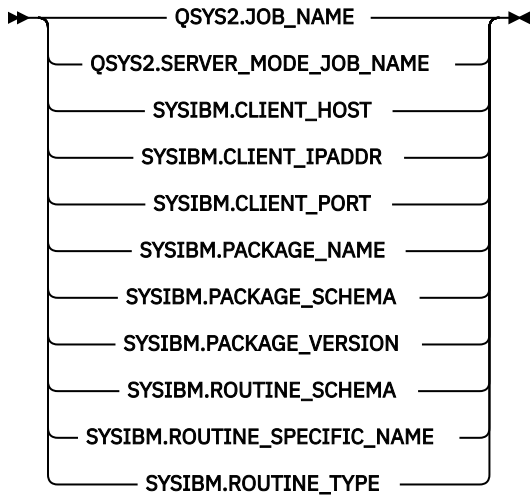 QSYS2.JOB_NAME
QSYS2.SERVER_MODE_JOB_NAME
SYSIBM.CLIENT_HOST
SYSIBM.CLIENT_IPADDR
SYSIBM.CLIENT_PORT
SYSIBM.PACKAGE_NAME
SYSIBM.PACKAGE_SCHEMA
SYSIBM.PACKAGE_VERSION
SYSIBM.ROUTINE_SCHEMA
SYSIBM.ROUTINE_SPECIFIC_NAME
SYSIBM.ROUTINE_TYPE